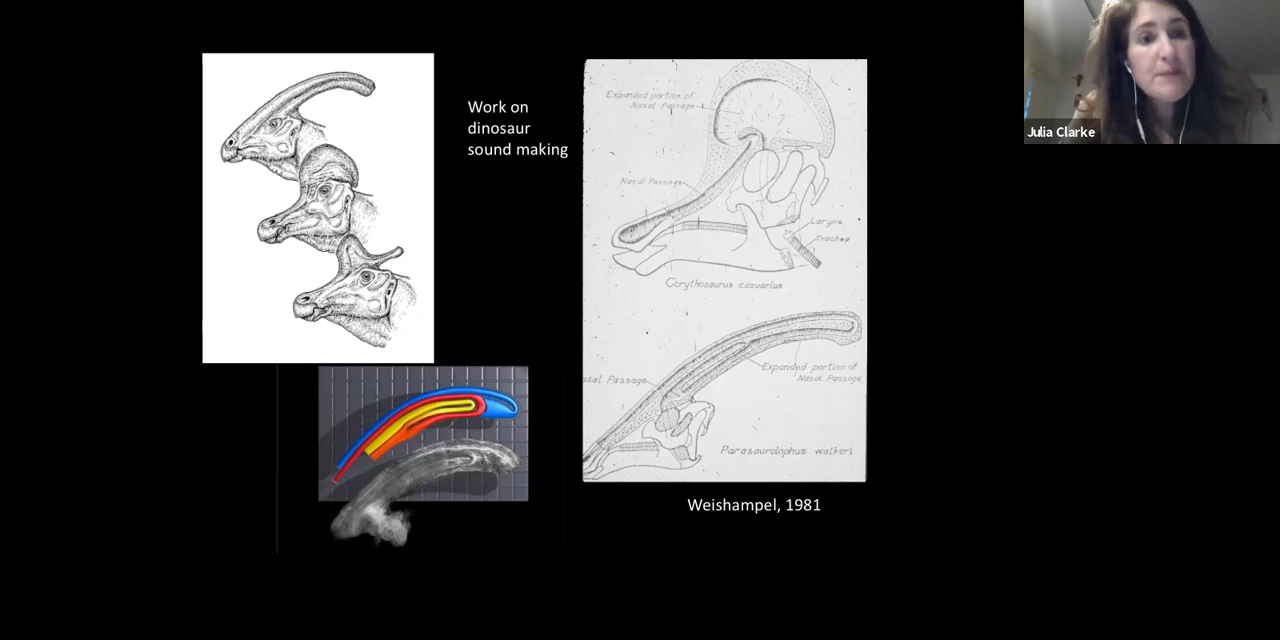 Work on
dinosaur
sound making
Expanded portion of
Nasal Passage
Nasal Passage
Larynx
Trachea
Corythosaurus casuarius
Expanded portion of
Nasal Passage
asal Passage
Parasaurolophus walkeri
Weishampel, 1981
Julia Clarke